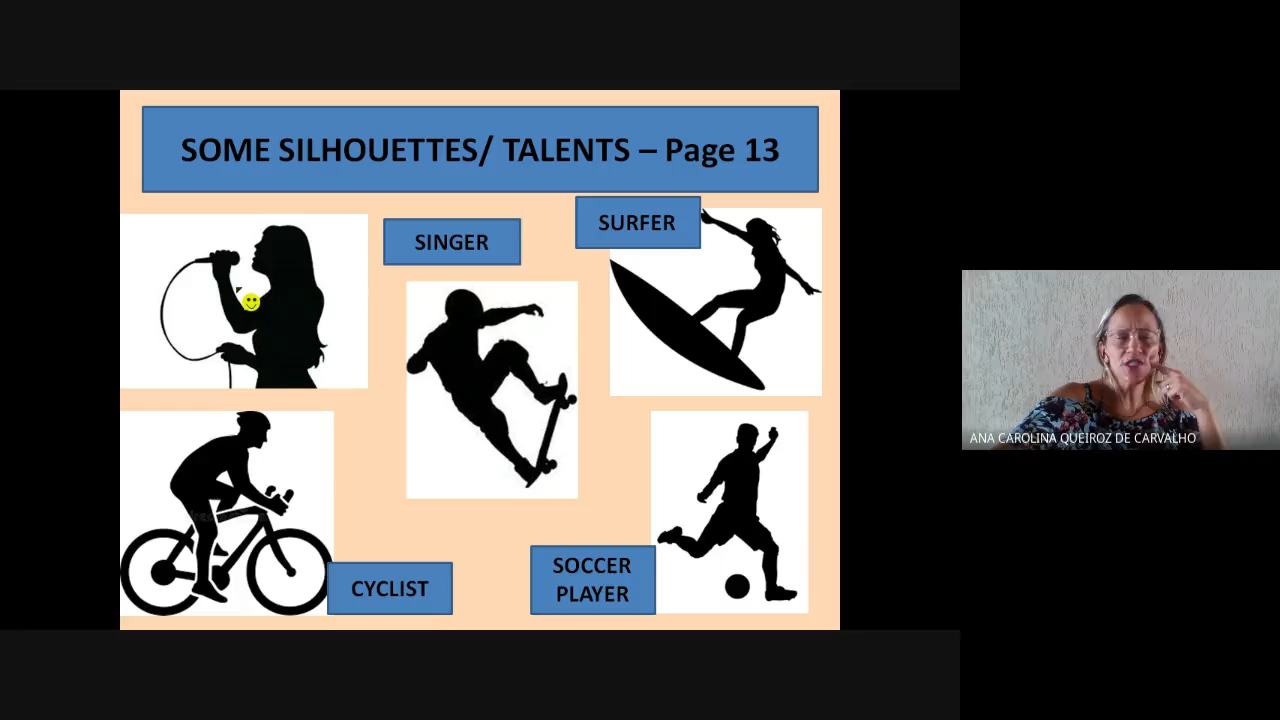 SOME SILHOUETTES/ TALENTS – Page 13
SINGER
SURFER
CYCLIST
SOCCER
PLAYER
ANA CAROLINA QUEIROZ DE CARVALHO